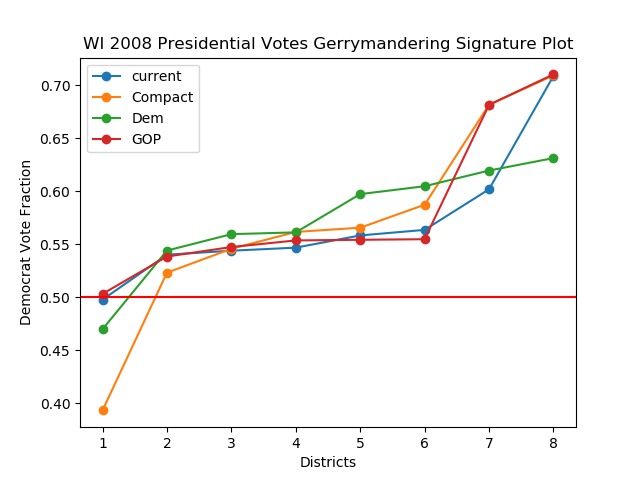 WI 2008 Presidential Votes Gerrymandering Signature Plot
current
Compact
Dem
GOP
Democrat Vote Fraction
0.70
0.65
0.60
0.55
0.50
0.45
0.40
1 2 3 4 5 6 7 8
Districts